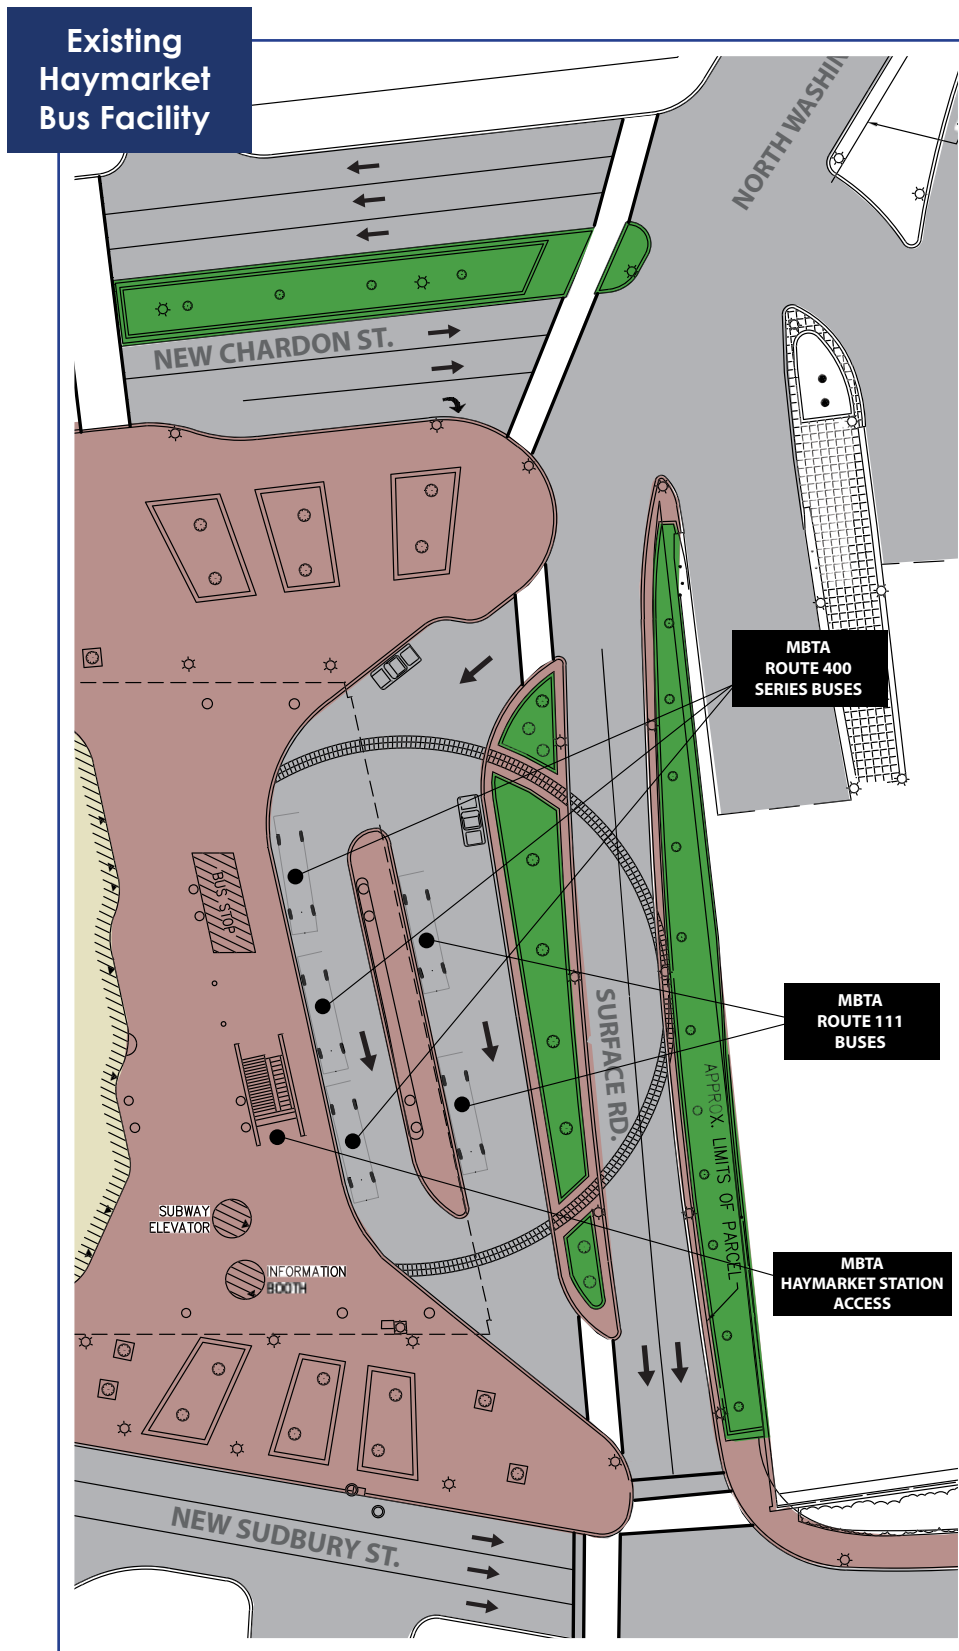 Existing
Haymarket
Bus Facility
NORTH WASHIN
NEW CHARDON ST.
MBTA
ROUTE 400
SERIES BUSES
BUS STOP
MBTA
ROUTE 111
BUSES
SURFACE RD.
APPROX. LIMITS OF PARCEL
SUBWAY
ELEVATOR
INFORMATION
BOOTH
MBTA
HAYMARKET STATION
ACCESS
NEW SUDBURY ST.